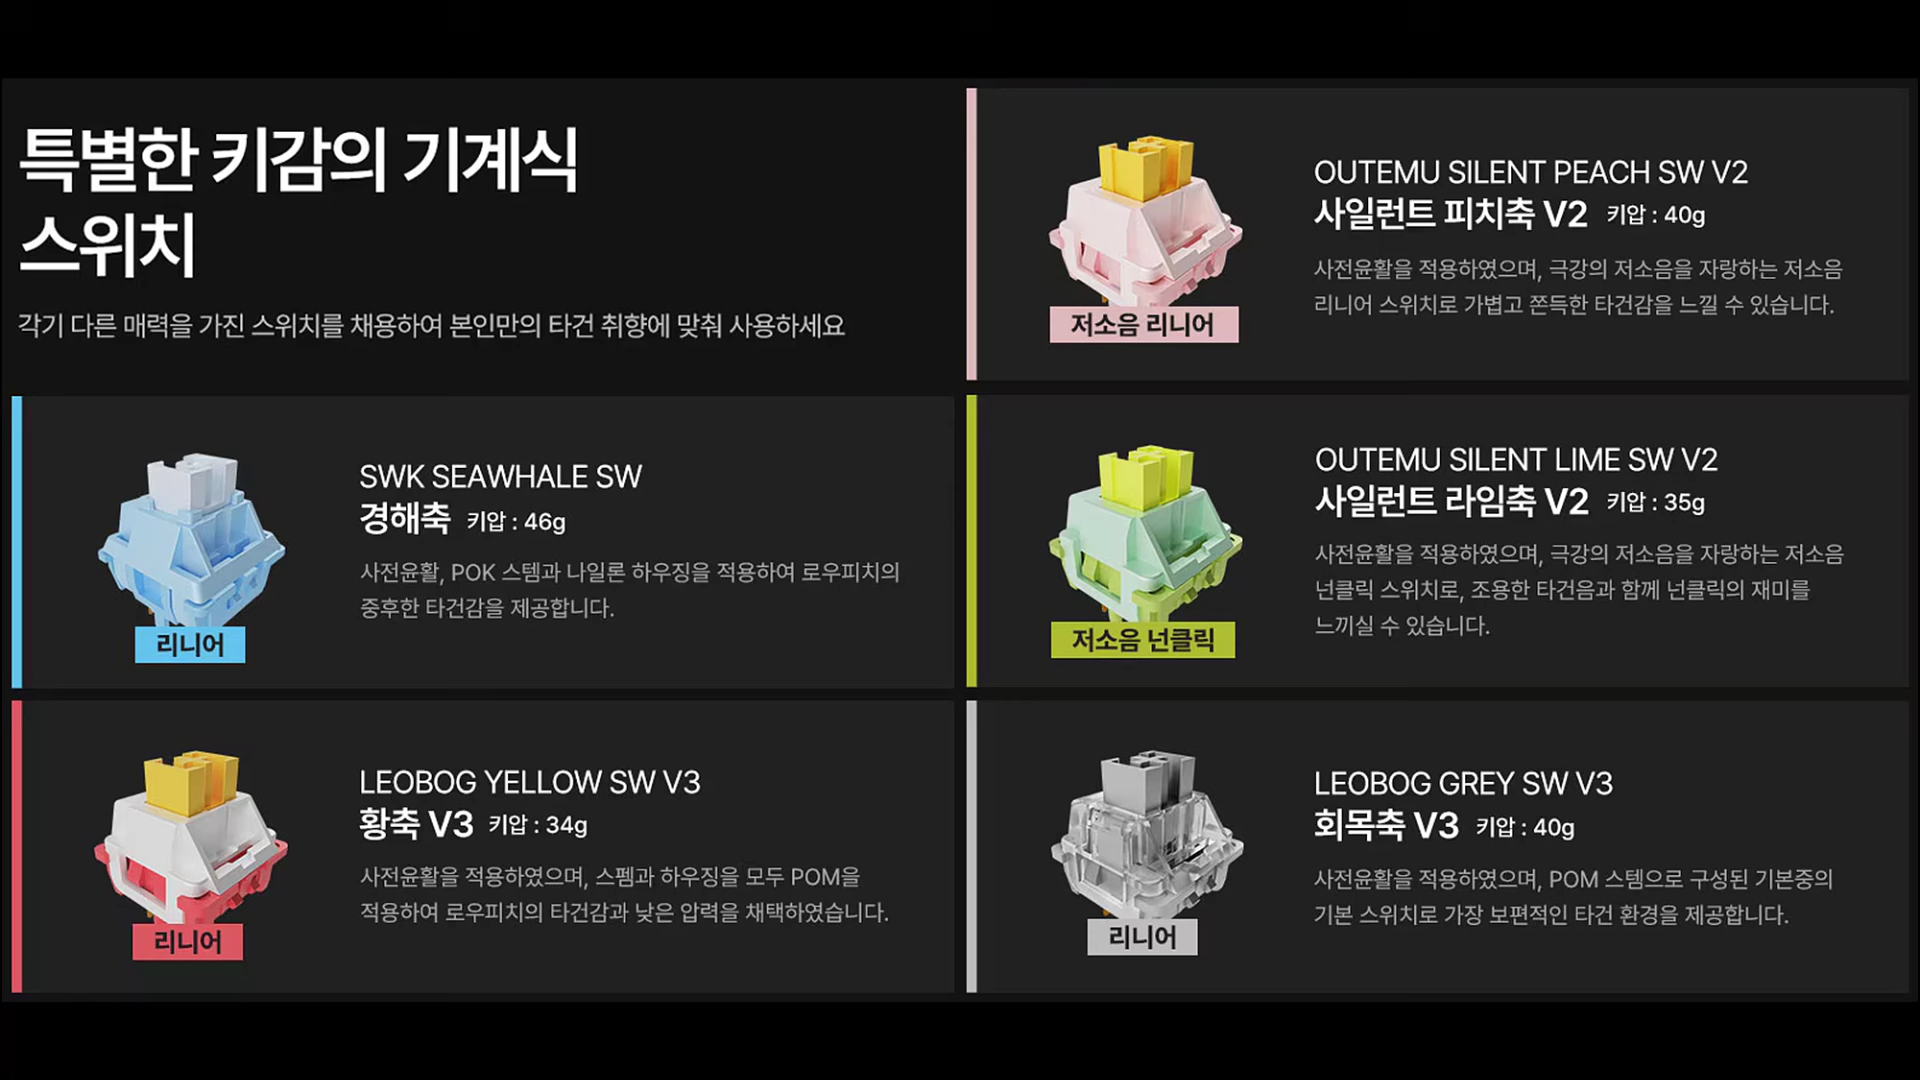 특별한 키감의 기계식
스위치
각기 다른 매력을 가진 스위치를 채용하여 본인만의 타건 취향에 맞춰 사용하세요
OUTEMU SILENT PEACH SW V2
사일런트 피치축 V2 키압 : 40g
사전윤활을 적용하였으며, 극강의 저소음을 자랑하는 저소음
리니어 스위치로 가볍고 쫀득한 타건감을 느낄 수 있습니다.
저소음 리니어
SWK SEAWHALE SW
경해축 키압 : 46g
사전윤활, POK 스템과 나일론 하우징을 적용하여 로우피치의
중후한 타건감을 제공합니다.
리니어
OUTEMU SILENT LIME SW V2
사일런트 라임축 V2 키압 : 35g
사전윤활을 적용하였으며, 극강의 저소음을 자랑하는 저소음
넌클릭 스위치로, 조용한 타건음과 함께 넌클릭의 재미를
느끼실 수 있습니다.
저소음 넌클릭
LEOBOG YELLOW SW V3
황축 V3 키압 : 34g
사전윤활을 적용하였으며, 스펨과 하우징을 모두 POM을
적용하여 로우피치의 타건감과 낮은 압력을 채택하였습니다.
리니어
LEOBOG GREY SW V3
회목축 V3 키압 : 40g
사전윤활을 적용하였으며, POM 스템으로 구성된 기본중의
기본 스위치로 가장 보편적인 타건 환경을 제공합니다.
리니어